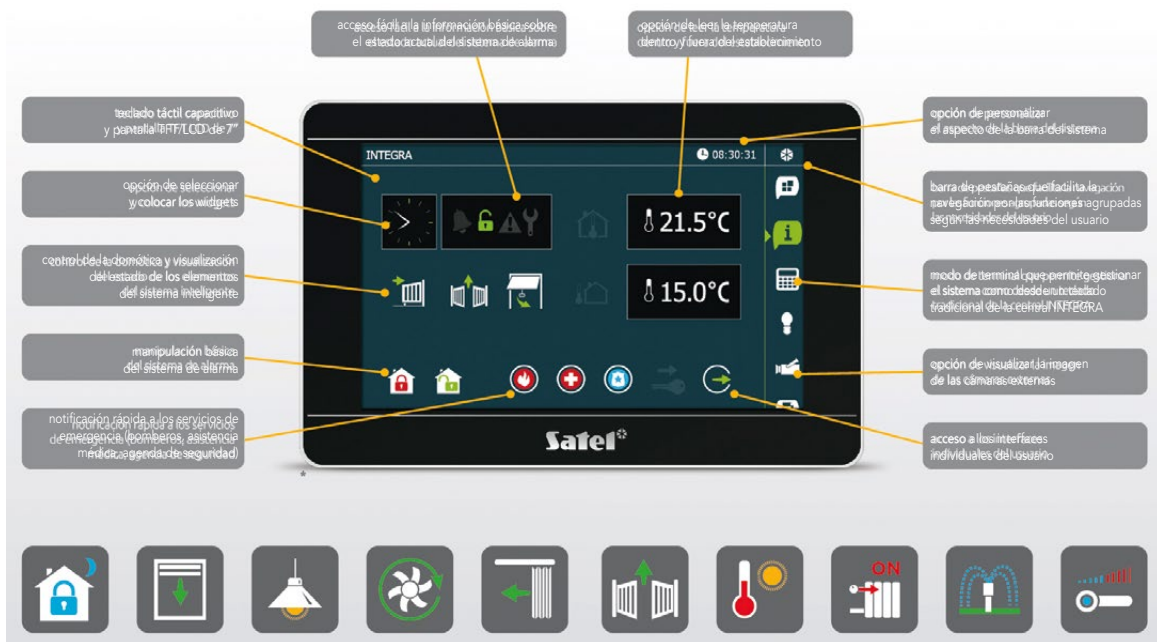 acceso fácil a la información básica sobre
el estado actual del sistema de alarma
opción de leer la temperatura
dentro y fuera del establecimiento
teclado táctil capacitivo
y pantalla TFT/LCD de 7”
opción de seleccionar
y colocar los widgets
control de la domótica y visualización
del estado de los elementos
del sistema inteligente
manipulación básica
del sistema de alarma
notificación rápida a los servicios de
emergencia (bomberos, asistencia
médica, agenda de seguridad)
INTEGRA
08:30:31
21.5°C
15.0°C
Satel
*
opción de personalizar
el aspecto de la barra del sistema
barra de pestañas que facilita la
navegación por las funciones agrupadas
según las necesidades del usuario
modo de terminal que permite gestionar
el sistema como desde un teclado
tradicional de la central INTEGRA
opción de visualizar la imagen
de las cámaras externas
acceso a los interfaces
individuales del usuario
ON